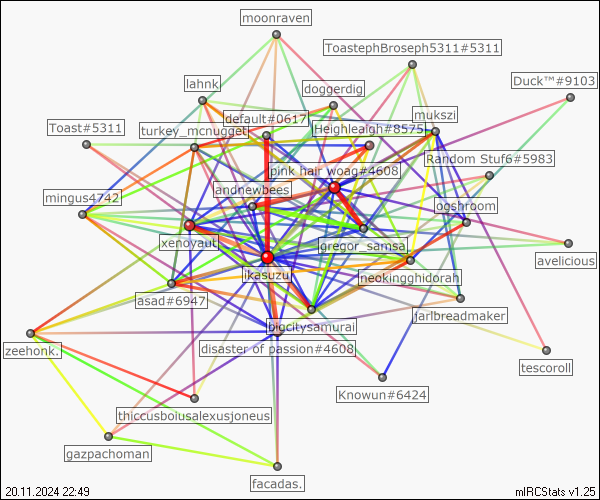 moonraven
ToastephBroseph5311#5311
Duck™#9103
lahnk
doggerdig
default#0617
mukszi
Toast#5311
turkey_mcnugget
Heighleigh#8575
Random Stuf6#5983
pink hair woag#4608
andnewbees
mingus4742
ooshroom
xenoyaut
gregor_samsa
avelicious
ikasuzu
neokingghidorah
asad#6947
jarlbreadmaker
bigcitysamurai
zeehonk.
disaster of passion#4608
tescoroll
Knowun#6424
thiccusboiusalexusjoneus
gazpachoman
facadas.
20.11.2024 22:49
mIRCStats v1.25